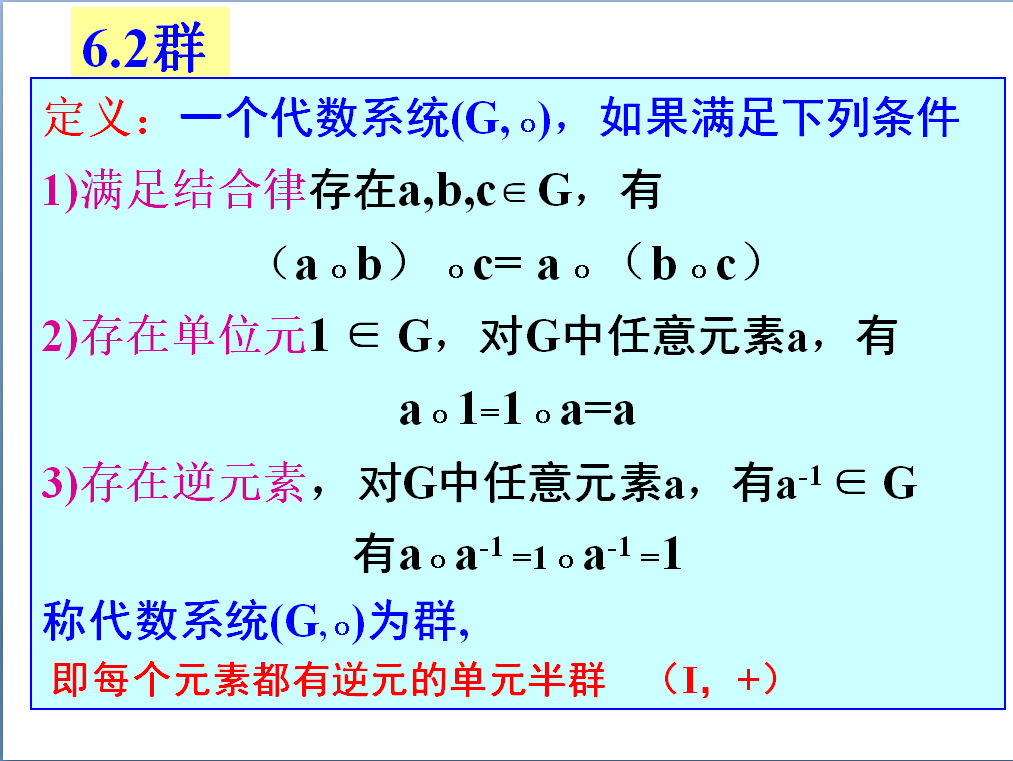 6.2群
定义：一个代数系统(G, ○)，如果满足下列条件
1)满足结合律存在a,b,c∈G，有
（a ○ b） ○ c= a ○ （b ○ c）
2)存在单位元1 ∈ G，对G中任意元素a，有
a ○ 1=1 ○ a=a
3)存在逆元素，对G中任意元素a，有a⁻¹ ∈ G
有a ○ a⁻¹ =1 ○ a⁻¹ =1
称代数系统(G, ○)为群,
即每个元素都有逆元的单元半群 （I，+）